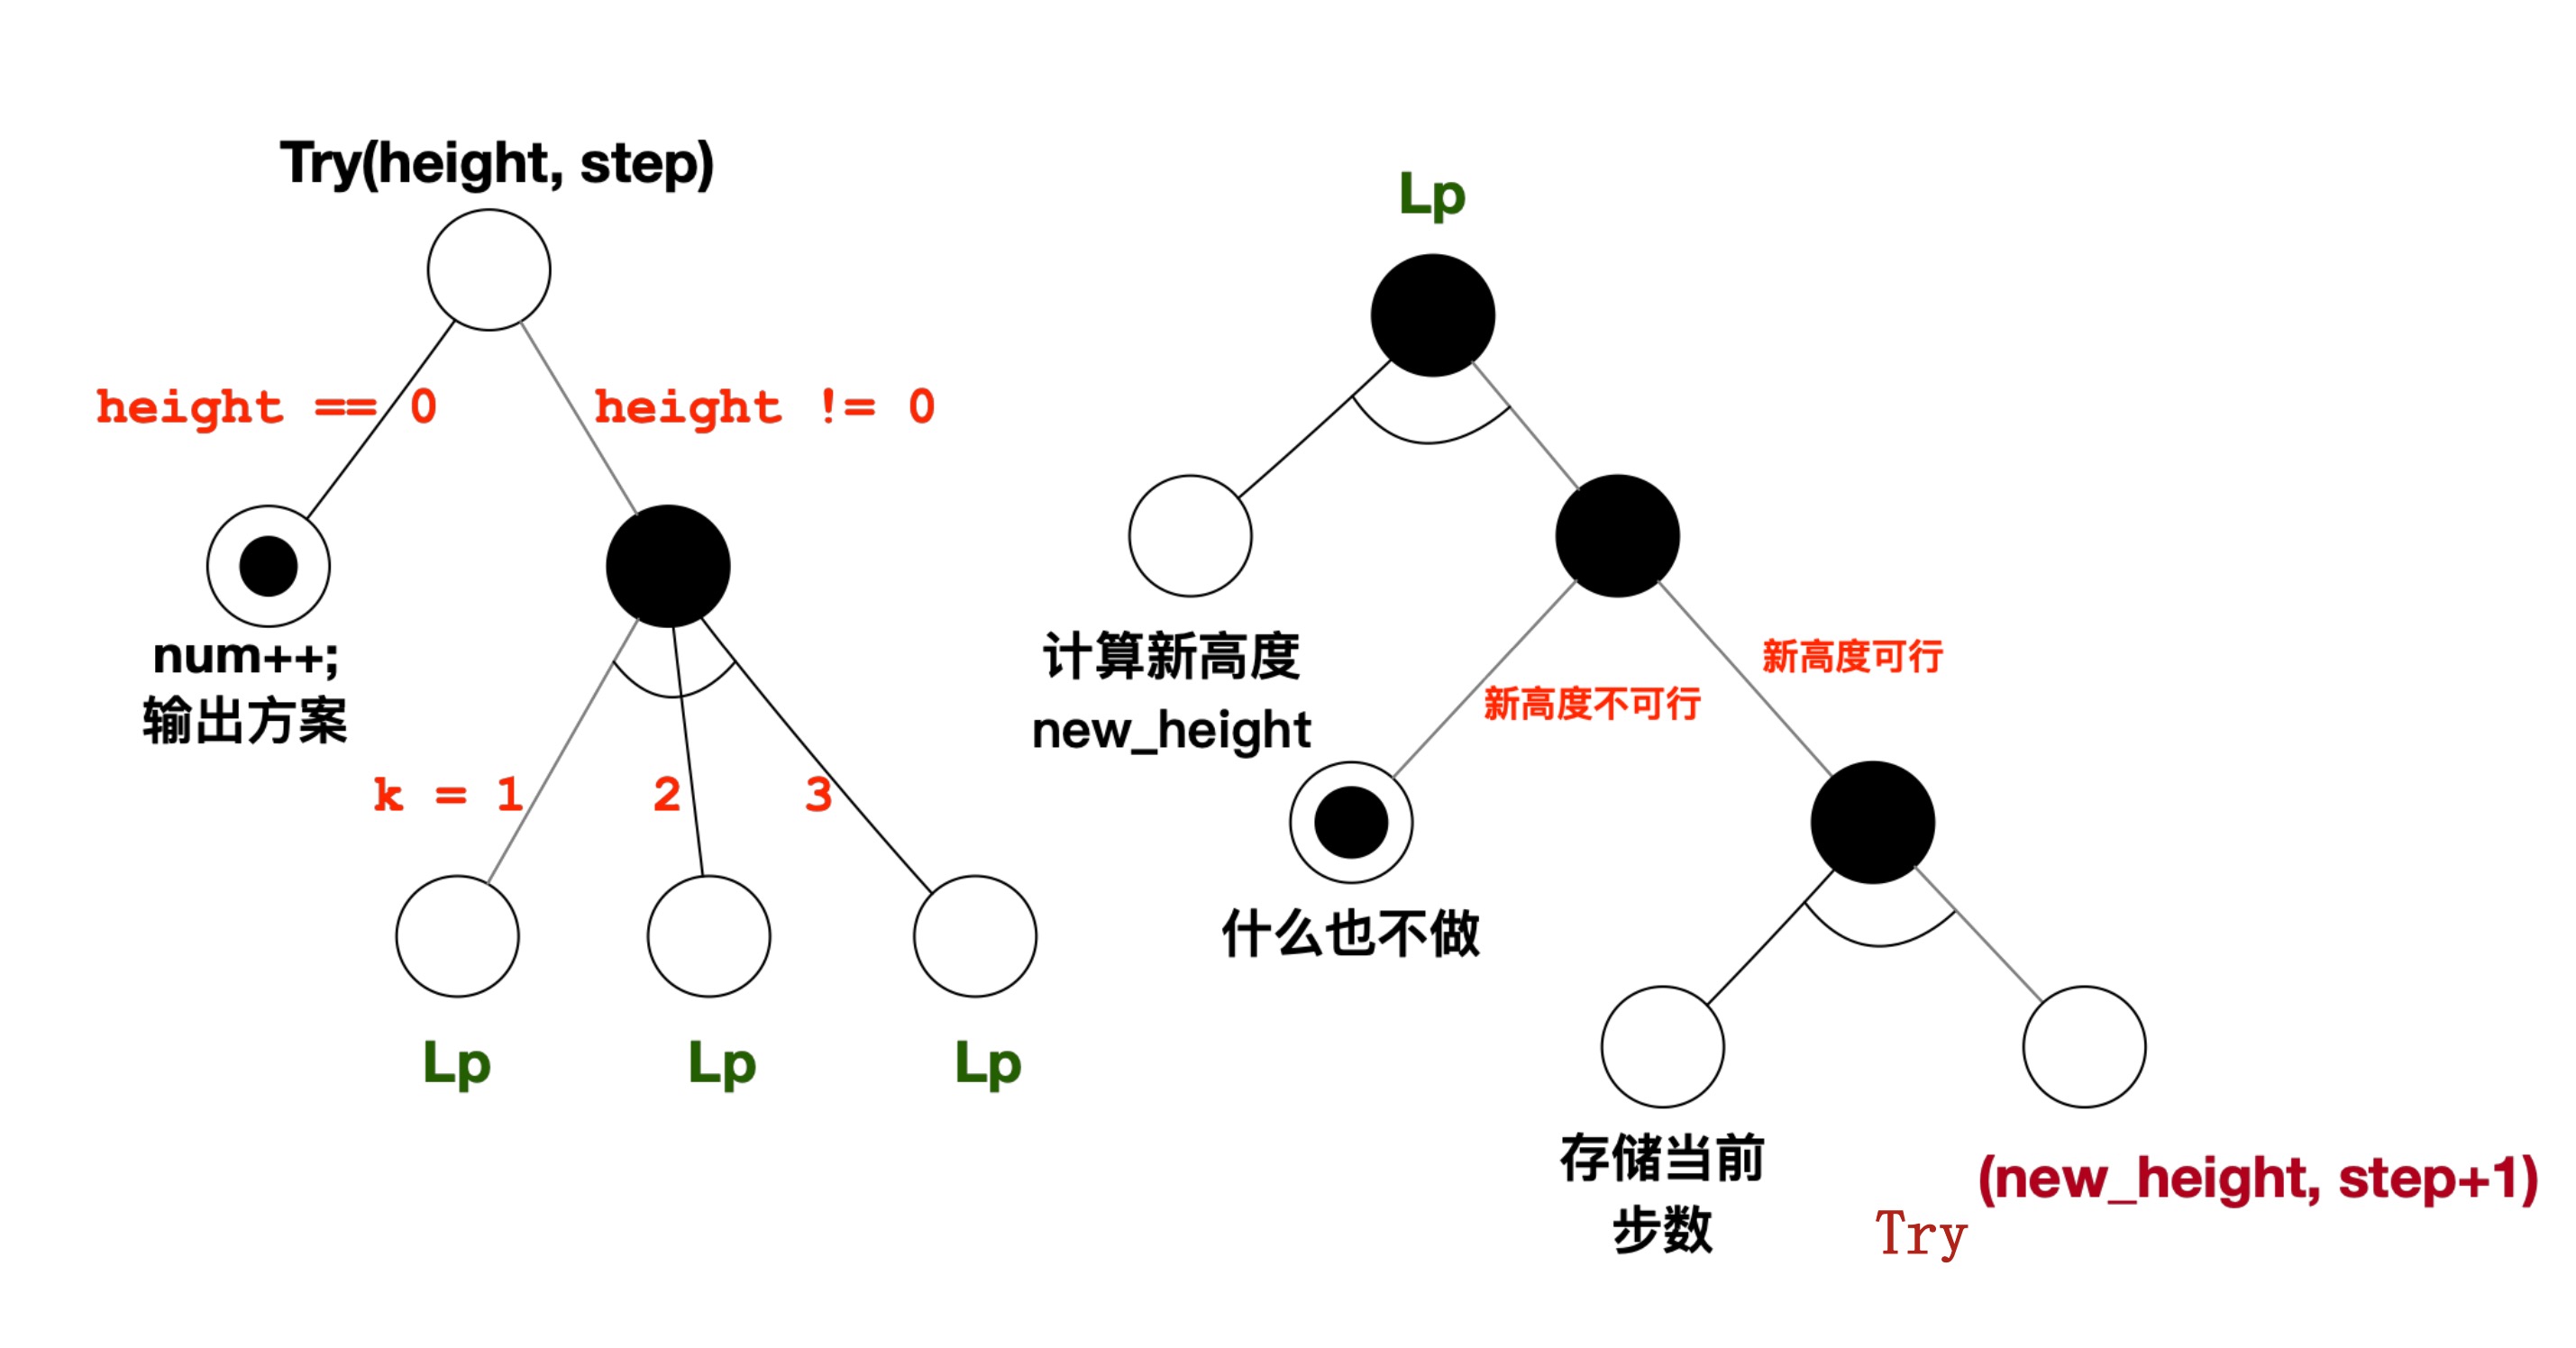 Try(height, step)
height == 0
height != 0
num++;
输出方案
k = 1
2
3
Lp
Lp
Lp
Lp
计算新高度
new_height
新高度不可行
新高度可行
什么也不做
存储当前
步数
Try
(new_height, step+1)